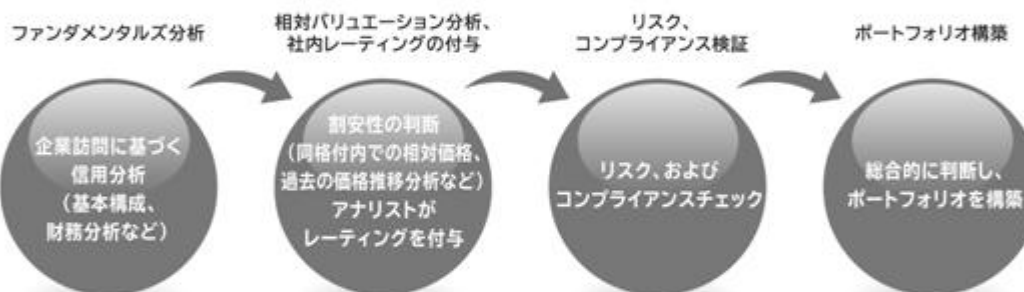 ファンダメンタルズ分析
企業訪問に基づく
信用分析
(基本構成、
財務分析など)
相対バリュエーション分析、
社内レーティングの付与
割安性の判断
(同格付内での相対価格、
過去の価格推移分析など)
アナリストが
レーティングを付与
リスク、
コンプライアンス検証
リスク、および
コンプライアンスチェック
ポートフォリオ構築
総合的に判断し、
ポートフォリオを構築